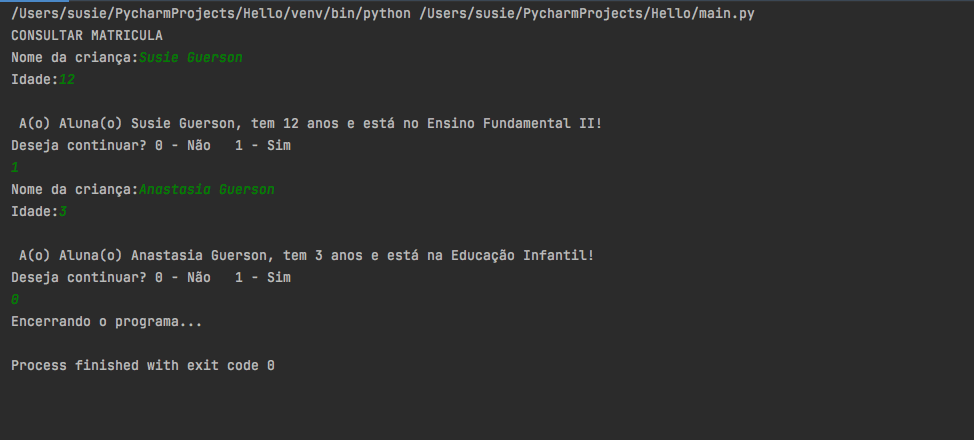 /Users/susie/PycharmProjects/Hello/venv/bin/python /Users/susie/PycharmProjects/Hello/main.py
CONSULTAR MATRICULA
Nome da criança:Susie Guerson
Idade:12
A(o) Aluna(o) Susie Guerson, tem 12 anos e está no Ensino Fundamental II!
Deseja continuar? 0 - Não   1 - Sim
1
Nome da criança:Anastasia Guerson
Idade:3
A(o) Aluna(o) Anastasia Guerson, tem 3 anos e está na Educação Infantil!
Deseja continuar? 0 - Não   1 - Sim
0
Encerrando o programa...
Process finished with exit code 0